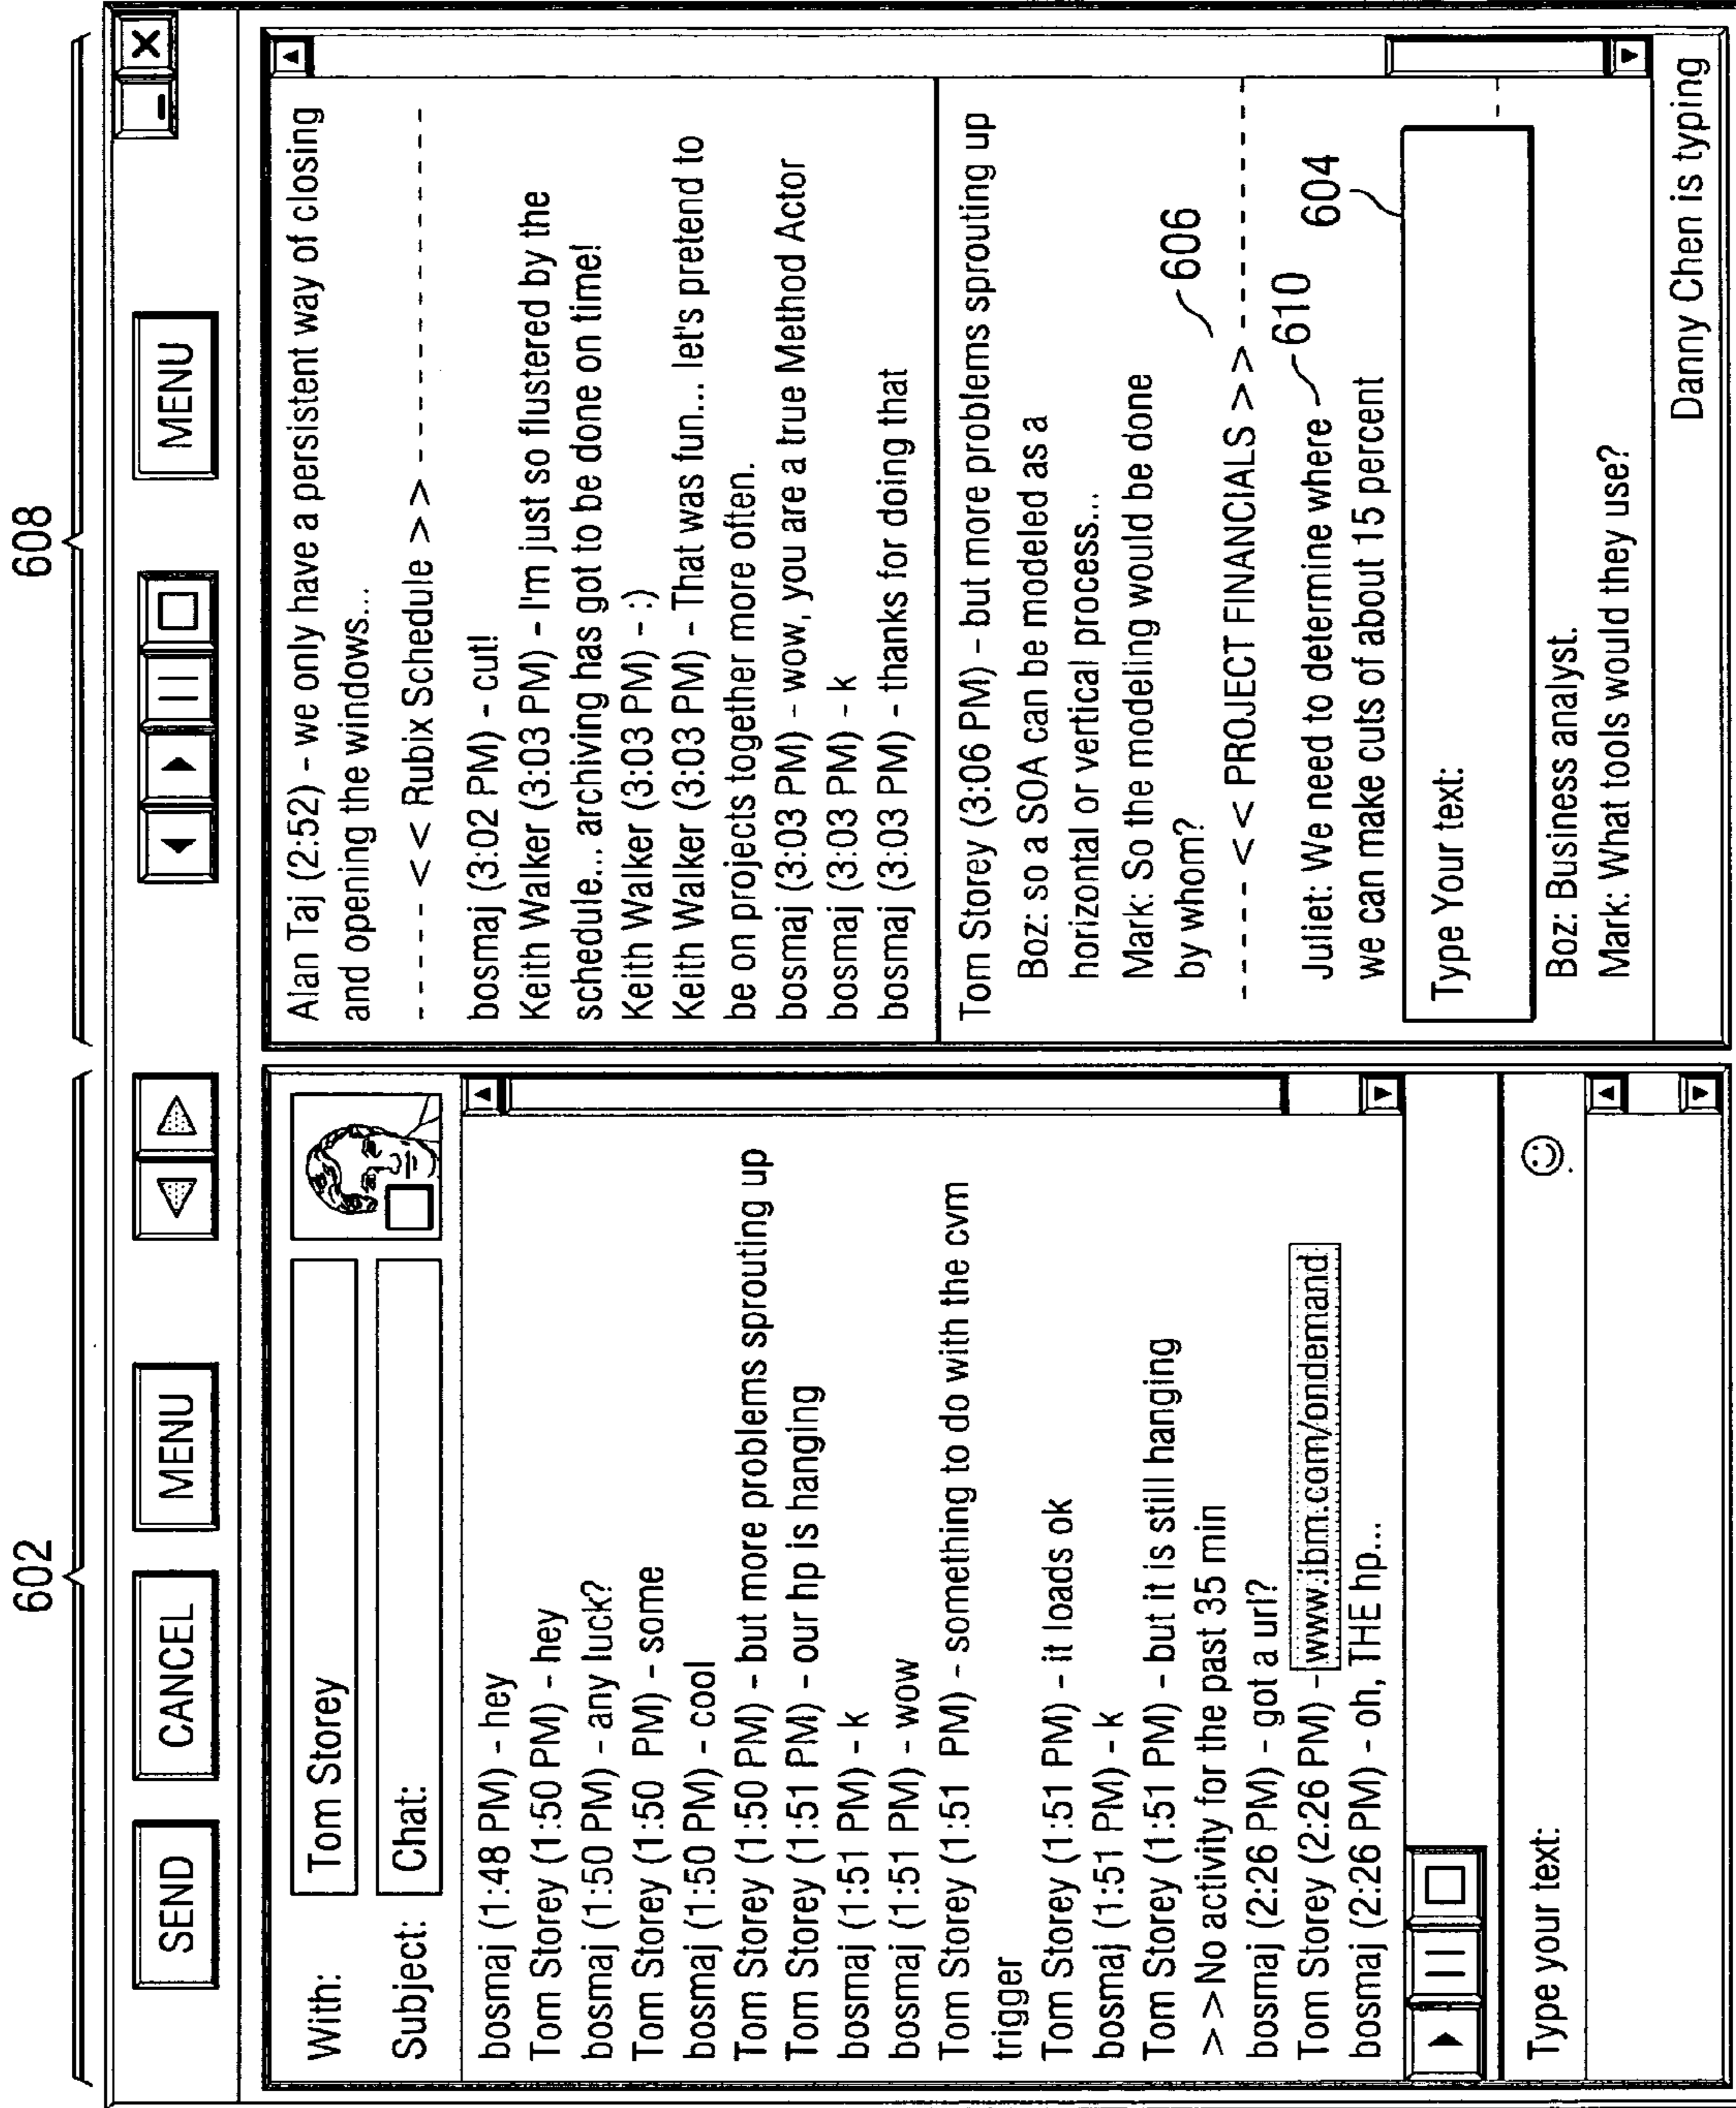 602
608
SEND
CANCEL
MENU
MENU
With:
Tom Storey
Subject:
Chat:
bosmaj (1:48 PM) - hey
Tom Storey (1:50 PM) - hey
bosmaj (1:50 PM) - any luck?
Tom Storey (1:50 PM) - some
bosmaj (1:50 PM) - cool
Tom Storey (1:50 PM) - but more problems sprouting up
Tom Storey (1:51 PM) - our hp is hanging
bosmaj (1:51 PM) - k
bosmaj (1:51 PM) - wow
Tom Storey (1:51 PM) - something to do with the cvm
trigger
Tom Storey (1:51 PM) - it loads ok
bosmaj (1:51 PM) - k
Tom Storey (1:51 PM) - but it is still hanging
>>No activity for the past 35 min
bosmaj (2:26 PM) - got a url?
Tom Storey (2:26 PM) - www.ibm.com/ondemand
bosmaj (2:26 PM) - oh, THE hp...
Type your text:
Alan Taj (2:52) - we only have a persistent way of closing
and opening the windows...
- - - - - < < Rubix Schedule > > - - - - - - - - - - - - -
bosmaj (3:02 PM) - cut!
Keith Walker (3:03 PM) - I'm just so flustered by the
schedule... archiving has got to be done on time!
Keith Walker (3:03 PM) - :)
Keith Walker (3:03 PM) - That was fun... let's pretend to
be on projects together more often.
bosmaj (3:03 PM) - wow, you are a true Method Actor
bosmaj (3:03 PM) - k
bosmaj (3:03 PM) - thanks for doing that
Tom Storey (3:06 PM) - but more problems sprouting up
Boz: so a SOA can be modeled as a
horizontal or vertical process...
Mark: So the modeling would be done
by whom?
606
- - - - - < < PROJECT FINANCIALS > > - - - - - - - - - -
Juliet: We need to determine where
610
we can make cuts of about 15 percent
604
Type Your text:
Boz: Business analyst.
Mark: What tools would they use?
Danny Chen is typing